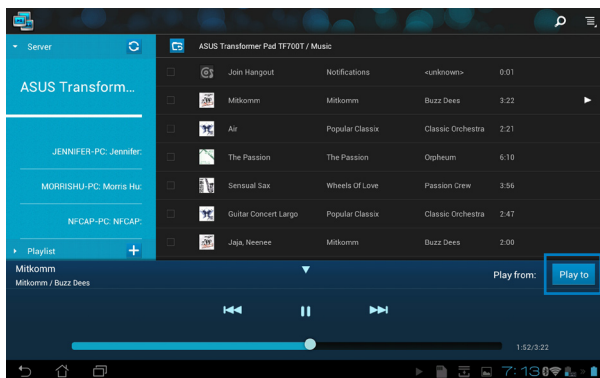 Server
ASUS Transformer Pad TF700T / Music
ASUS Transform...
JENNIFER-PC: Jennifer:
MORRISHU-PC: Morris Hu:
NFCAP-PC: NFCAP:
Playlist +
Join Hangout Notifications <unknown> 0:01
Mitkomm Mitkomm Buzz Dees 3:22
Air Popular Classix Classic Orchestra 2:21
The Passion The Passion Orpheum 6:10
Sensual Sax Wheels Of Love Passion Crew 3:56
Guitar Concert Largo Popular Classix Classic Orchestra 2:47
Jaja, Neenee Mitkomm Buzz Dees 2:00
Mitkomm
Mitkomm / Buzz Dees
Play from: Play to
1:52/3:22
7:13